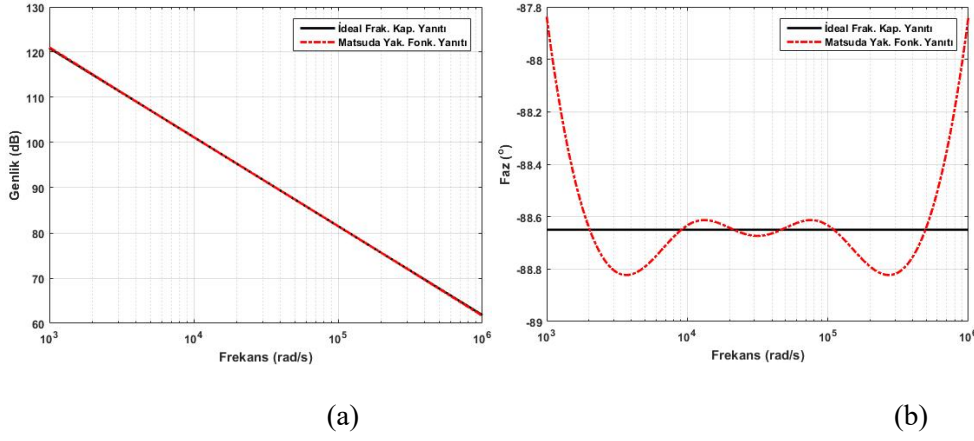 130
120
110
100
90
80
70
60
Genlik (dB)
10³
10⁴
10⁵
10⁶
Frekans (rad/s)
İdeal Frak. Kap. Yanıtı
Matsuda Yak. Fonk. Yanıtı
(a)
-87.8
-88
-88.2
-88.4
-88.6
-88.8
-89
Faz (°)
10³
10⁴
10⁵
10⁶
Frekans (rad/s)
İdeal Frak. Kap. Yanıtı
Matsuda Yak. Fonk. Yanıtı
(b)